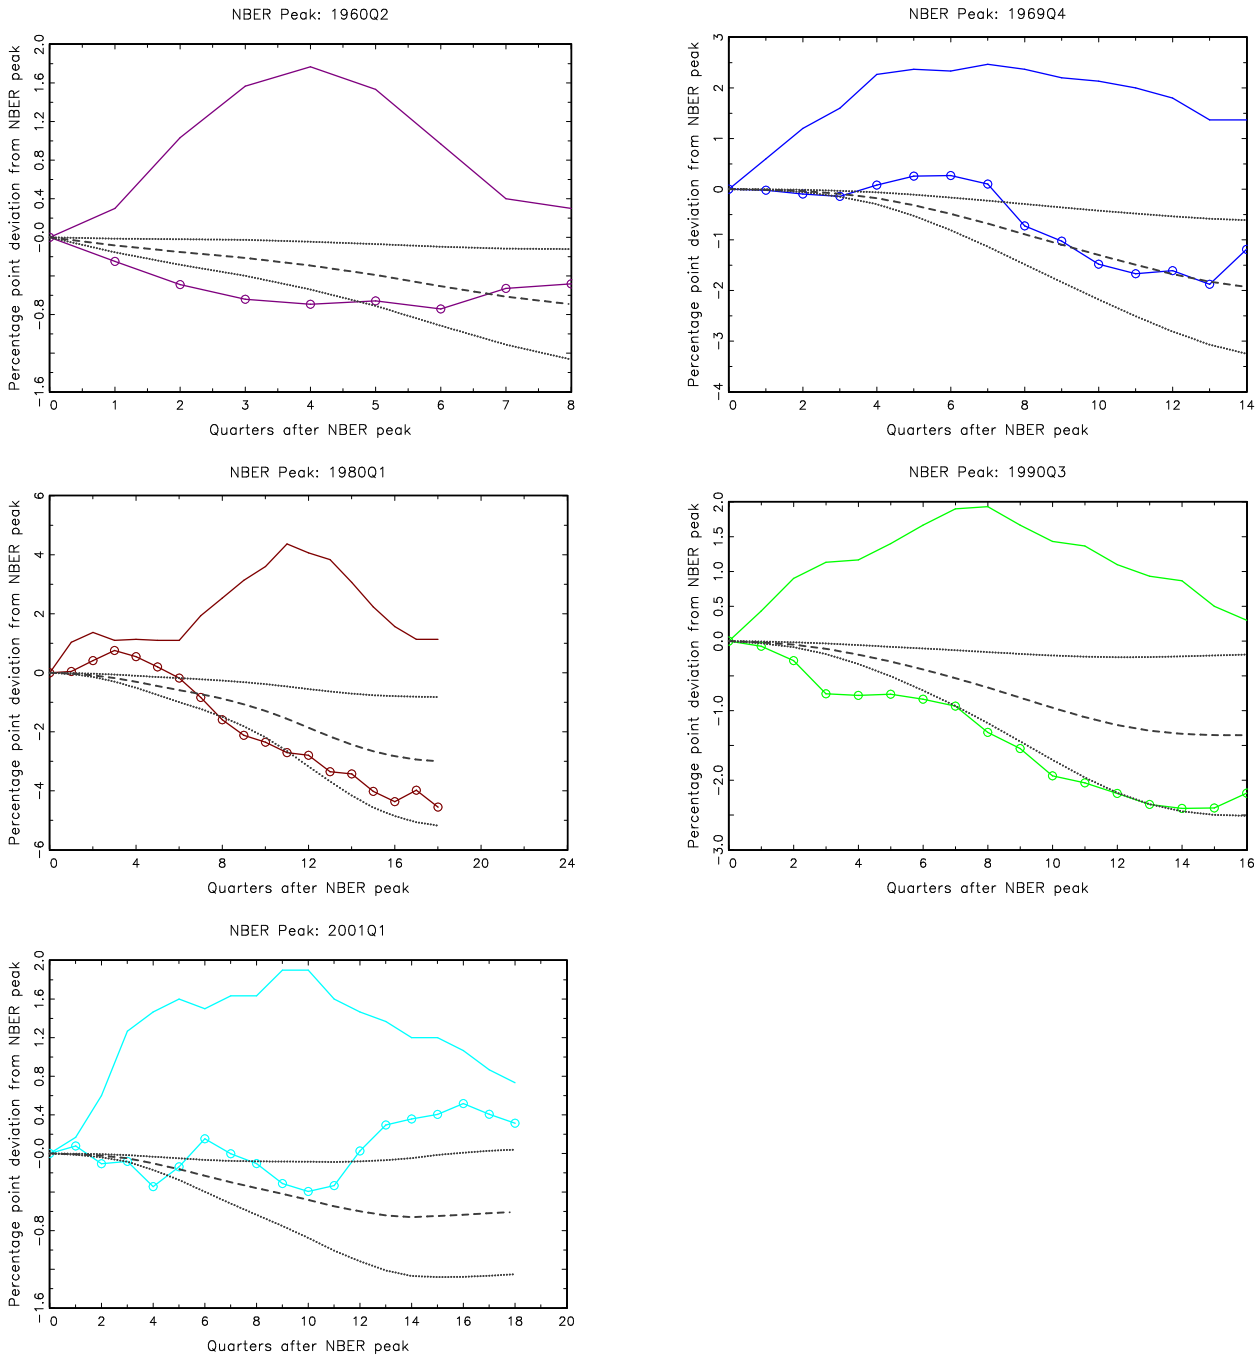 NBER Peak: 1960Q2
Percentage point deviation from NBER peak
2.0
1.6
1.2
0.8
0.4
-0.0
-0.8
-1.6
0 1 2 3 4 5 6 7 8
Quarters after NBER peak
NBER Peak: 1969Q4
Percentage point deviation from NBER peak
3
2
1
0
-1
-2
-3
-4
0 2 4 6 8 10 12 14
Quarters after NBER peak
NBER Peak: 1980Q1
Percentage point deviation from NBER peak
6
4
2
0
-2
-4
-6
0 4 8 12 16 20 24
Quarters after NBER peak
NBER Peak: 1990Q3
Percentage point deviation from NBER peak
2.0
1.5
1.0
0.5
0.0
-1.0
-2.0
-3.0
0 2 4 6 8 10 12 14 16
Quarters after NBER peak
NBER Peak: 2001Q1
Percentage point deviation from NBER peak
2.0
1.6
1.2
0.8
0.4
-0.0
-0.8
-1.6
0 2 4 6 8 10 12 14 16 18 20
Quarters after NBER peak